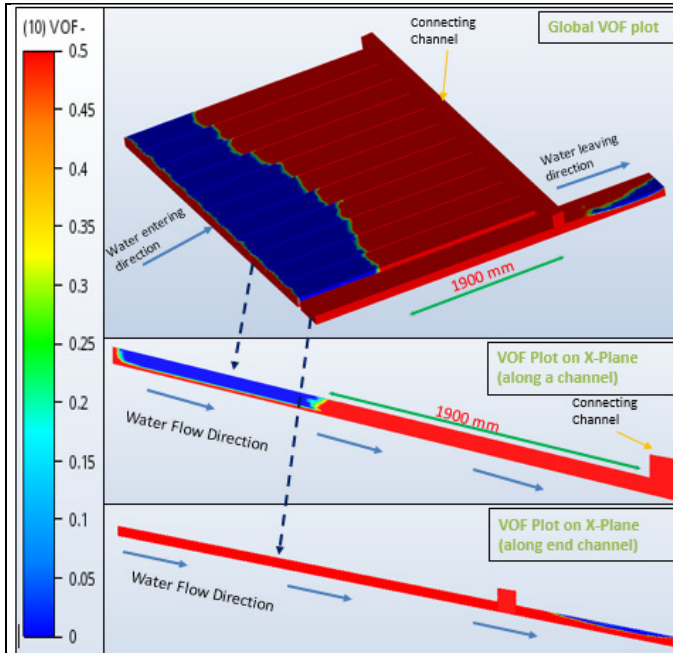 (10) VOF -
0.5
0.45
0.4
0.35
0.3
0.25
0.2
0.15
0.1
0.05
0
Connecting
Channel
Global VOF plot
Water leaving
direction
Water entering
direction
1900 mm
VOF Plot on X-Plane
(along a channel)
1900 mm
Connecting
Channel
Water Flow Direction
VOF Plot on X-Plane
(along end channel)
Water Flow Direction